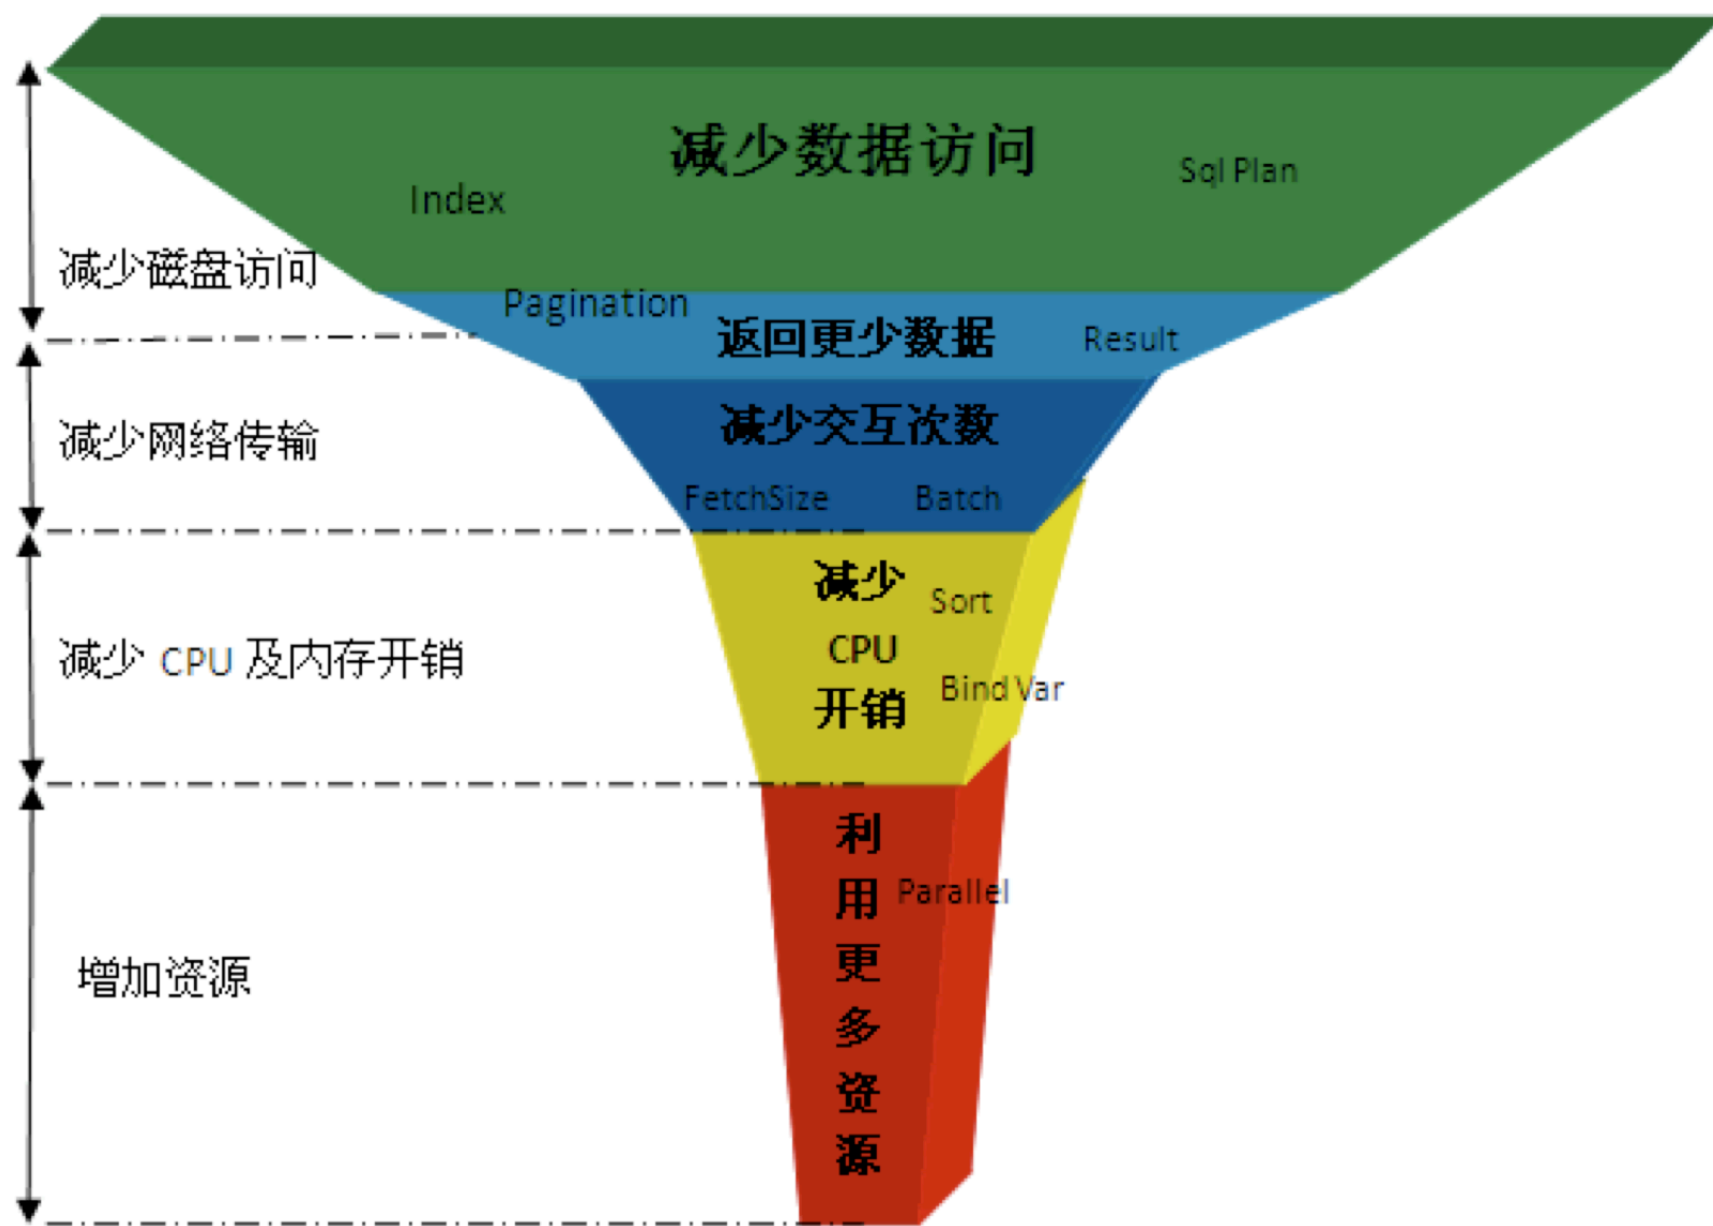 减少数据访问
Sql Plan
Index
减少磁盘访问
Pagination
返回更少数据
Result
减少网络传输
减少交互次数
FetchSize
Batch
减少 CPU 及内存开销
减少
Sort
CPU
Bind Var
开销
增加资源
利
用
Parallel
更
多
资
源